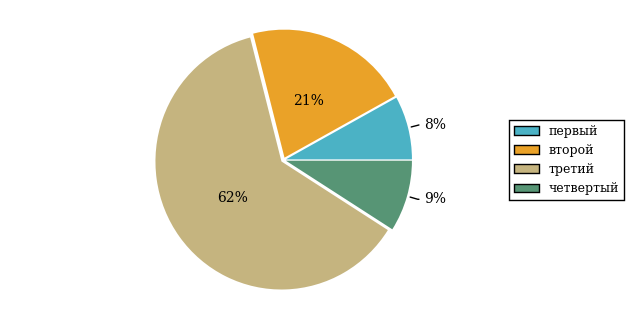 21%
8%
62%
9%
первый
второй
третий
четвертый